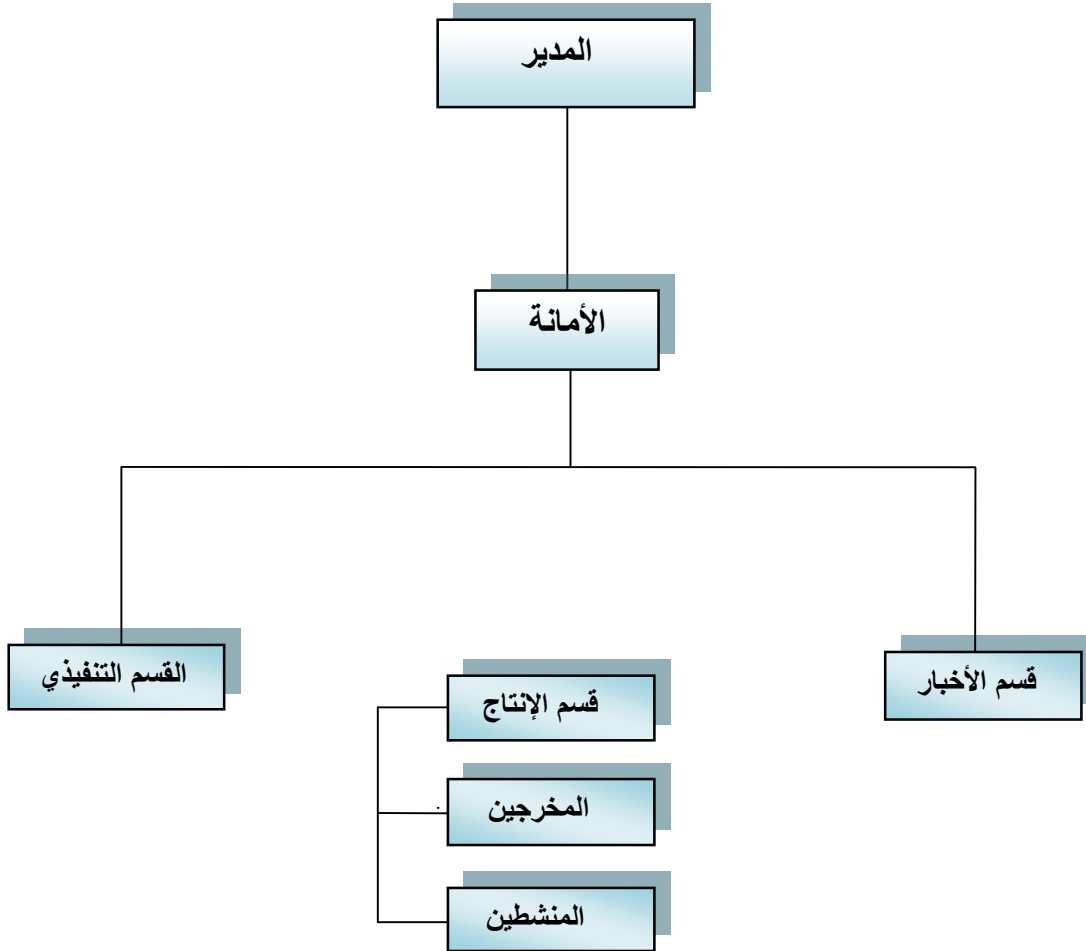 المدير
الأمانة
قسم الأخبار
القسم التنفيذي
قسم الإنتاج
المخرجين
المنشطين